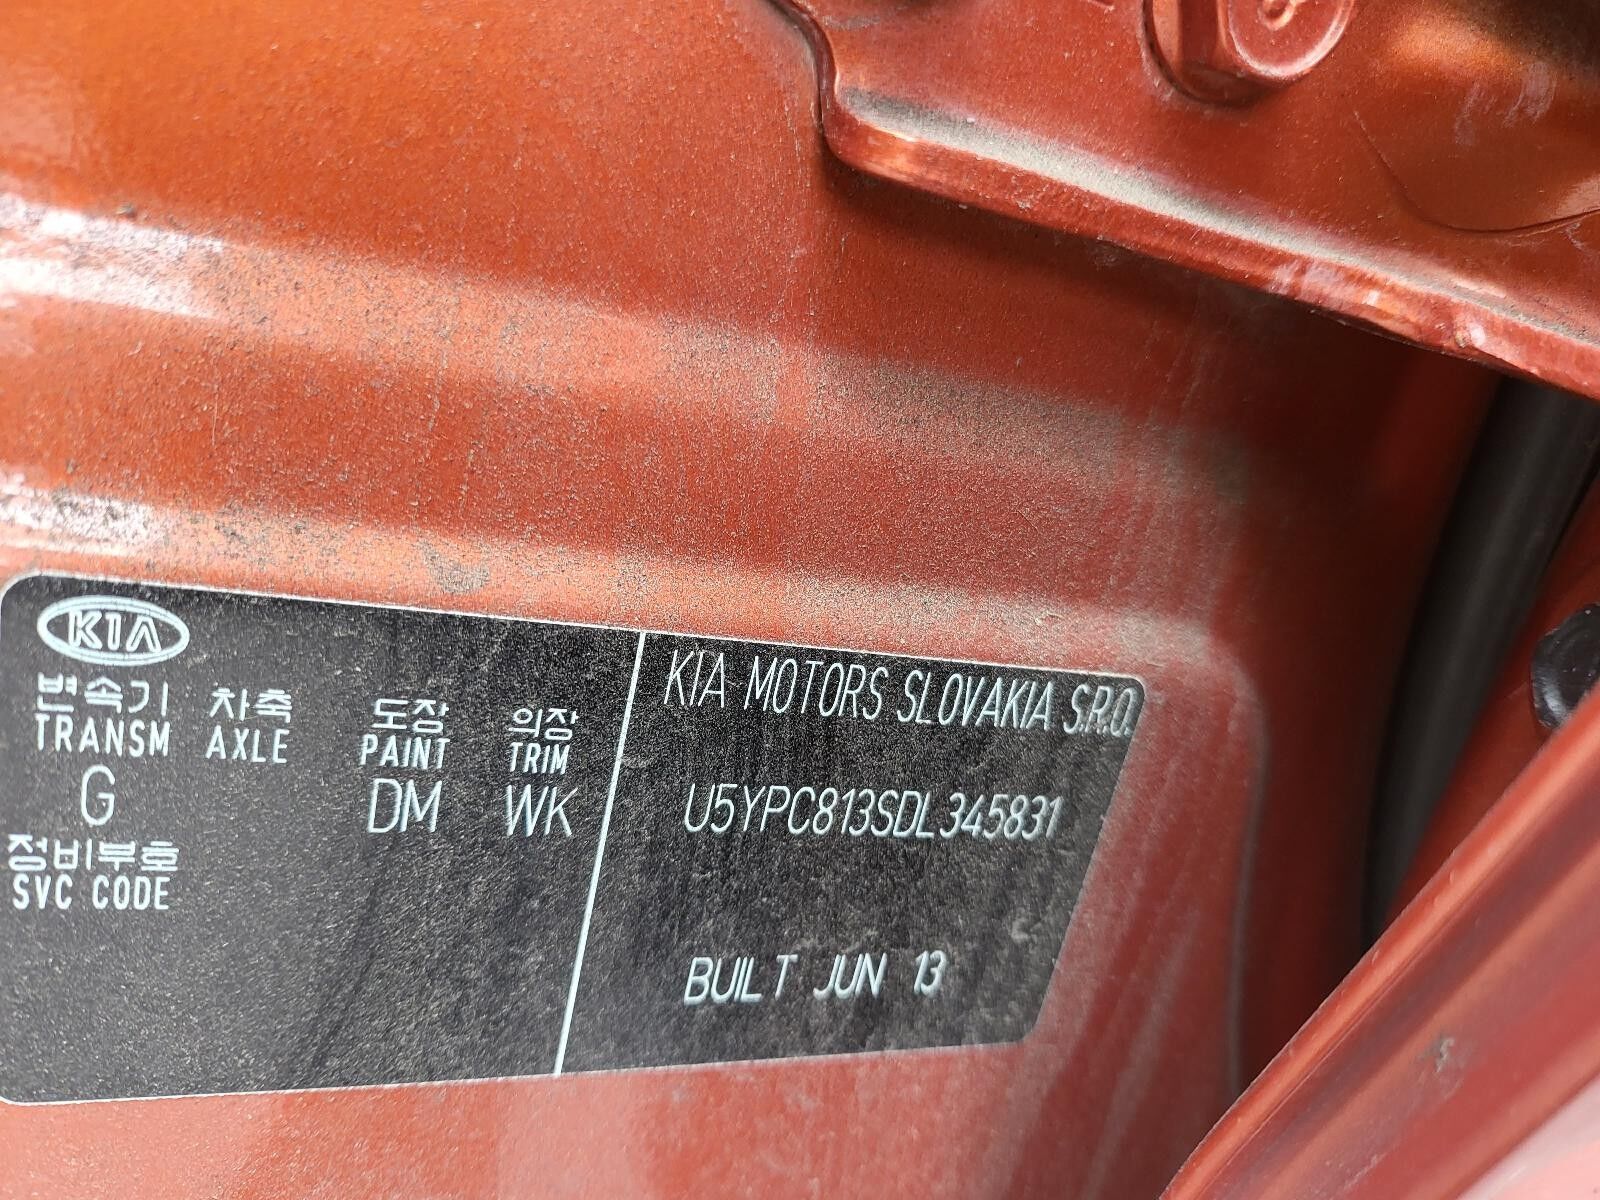 KIA
변속기 차축 도장 의장
TRANSM AXLE PAINT TRIM
G DM WK
정비부호
SVC CODE
KIA MOTORS SLOVAKIA S.R.O.
U5YPC813SDL345831
BUILT JUN 13